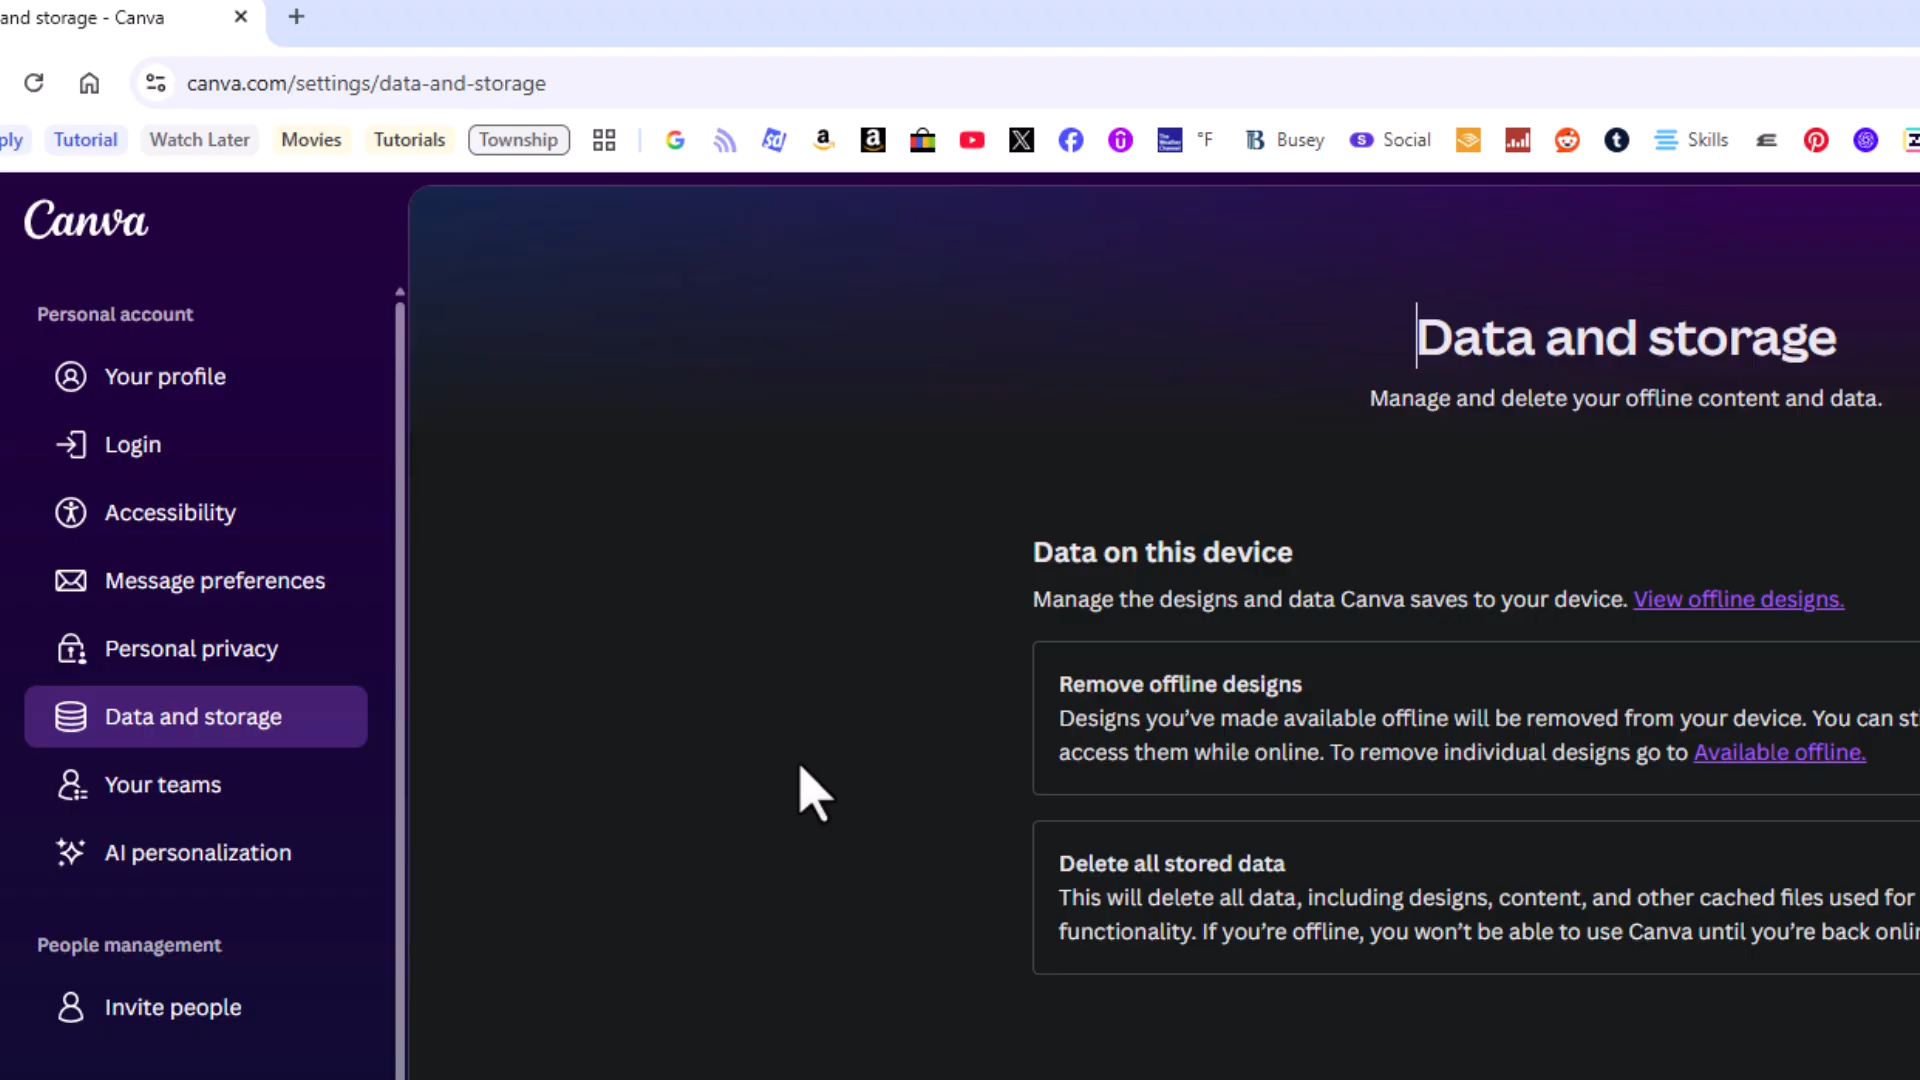 and storage - Canva
canva.com/settings/data-and-storage
ply Tutorial Watch Later Movies Tutorials Township °F Busey Social Skills
Canva
Personal account
Your profile
Login
Accessibility
Message preferences
Personal privacy
Data and storage
Your teams
AI personalization
People management
Invite people
Data and storage
Manage and delete your offline content and data.
Data on this device
Manage the designs and data Canva saves to your device. View offline designs.
Remove offline designs
Designs you’ve made available offline will be removed from your device. You can sti
access them while online. To remove individual designs go to Available offline.
Delete all stored data
This will delete all data, including designs, content, and other cached files used for
functionality. If you’re offline, you won’t be able to use Canva until you’re back onlin